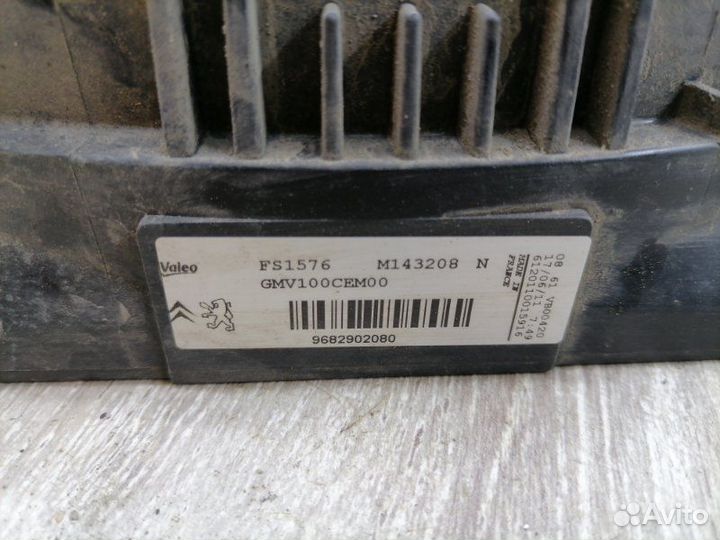 Valeo
FS1576 M143208 N
GMV100CEM00
9682902080
MADE IN
FRANCE
08 61 VB00420
17/06/11 7:49
6120110015916
Avito